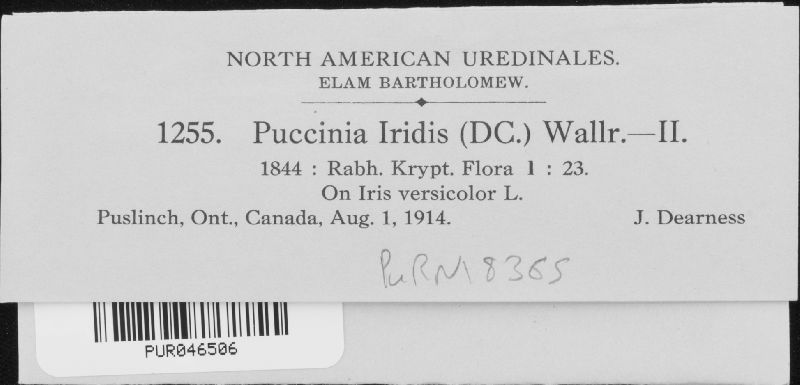 NORTH AMERICAN UREDINALES.
ELAM BARTHOLOMEW.
1255. Puccinia Iridis (DC.) Wallr.—II.
1844 : Rabh. Krypt. Flora 1 : 23.
On Iris versicolor L.
Puslinch, Ont., Canada, Aug. 1, 1914. J. Dearness
PuRN18365
PUR046506